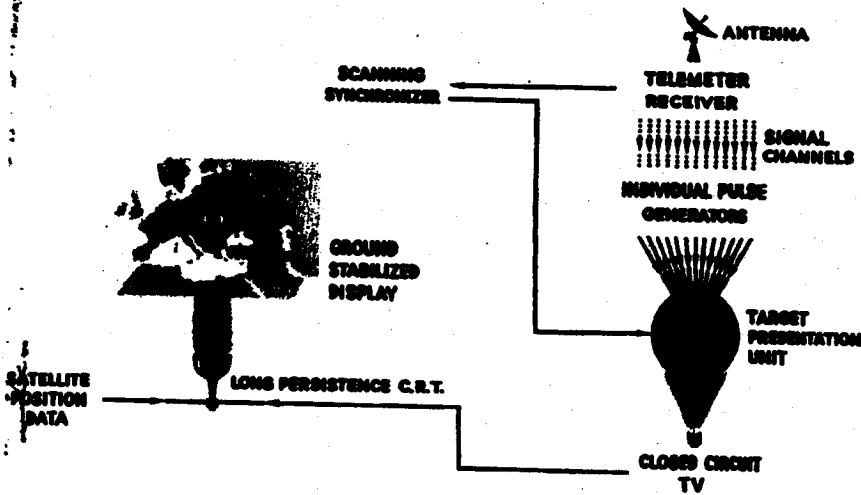 ANTENNA
TELEMETER
RECEIVER
SCANNING
SYNCHRONIZER
SIGNAL
CHANNELS
INDIVIDUAL PULSE
GENERATORS
GROUND
STABILIZED
DISPLAY
TARGET
PRESENTATION
UNIT
SATELLITE
POSITION
DATA
LONG PERSISTENCE C.R.T.
CLOSED CIRCUIT
TV